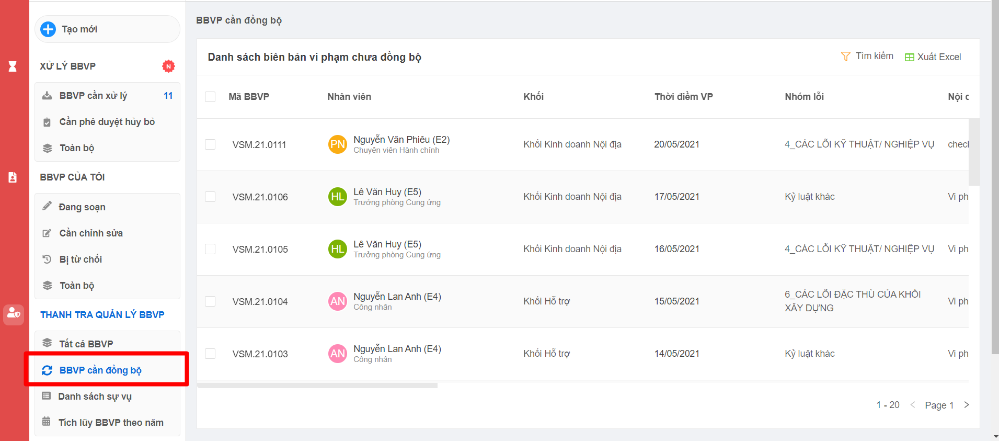 Tạo mới
XỬ LÝ BBVP
N
BBVP cần xử lý 11
Cần phê duyệt hủy bỏ
Toàn bộ
BBVP CỦA TÔI
Đang soạn
Cần chỉnh sửa
Bị từ chối
Toàn bộ
THANH TRA QUẢN LÝ BBVP
Tất cả BBVP
BBVP cần đồng bộ
Danh sách sự vụ
Tích lũy BBVP theo năm
BBVP cần đồng bộ
Danh sách biên bản vi phạm chưa đồng bộ
Tìm kiếm Xuất Excel
Mã BBVP Nhân viên Khối Thời điểm VP Nhóm lỗi Nội
VSM.21.0111 PN Nguyễn Văn Phiêu (E2) Khối Kinh doanh Nội địa 20/05/2021 4_CÁC LỖI KỸ THUẬT/ NGHIỆP VỤ chec
Chuyên viên Hành chính
VSM.21.0106 HL Lê Văn Huy (E5) Khối Kinh doanh Nội địa 17/05/2021 Kỷ luật khác Vi ph
Trưởng phòng Cung ứng
VSM.21.0105 HL Lê Văn Huy (E5) Khối Kinh doanh Nội địa 16/05/2021 4_CÁC LỖI KỸ THUẬT/ NGHIỆP VỤ Vi ph
Trưởng phòng Cung ứng
VSM.21.0104 AN Nguyễn Lan Anh (E4) Khối Hỗ trợ 15/05/2021 6_CÁC LỖI ĐẶC THÙ CỦA KHỐI Vi ph
Công nhân XÂY DỰNG
VSM.21.0103 AN Nguyễn Lan Anh (E4) Khối Hỗ trợ 14/05/2021 Kỷ luật khác Vi ph
Công nhân
1 - 20 < Page 1 >